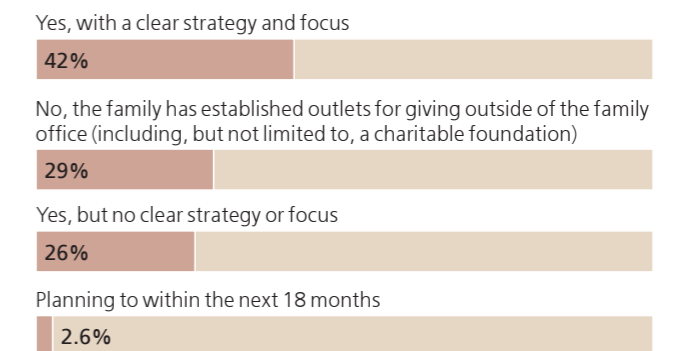 Yes, with a clear strategy and focus
42%
No, the family has established outlets for giving outside of the family
office (including, but not limited to, a charitable foundation)
29%
Yes, but no clear strategy or focus
26%
Planning to within the next 18 months
2.6%